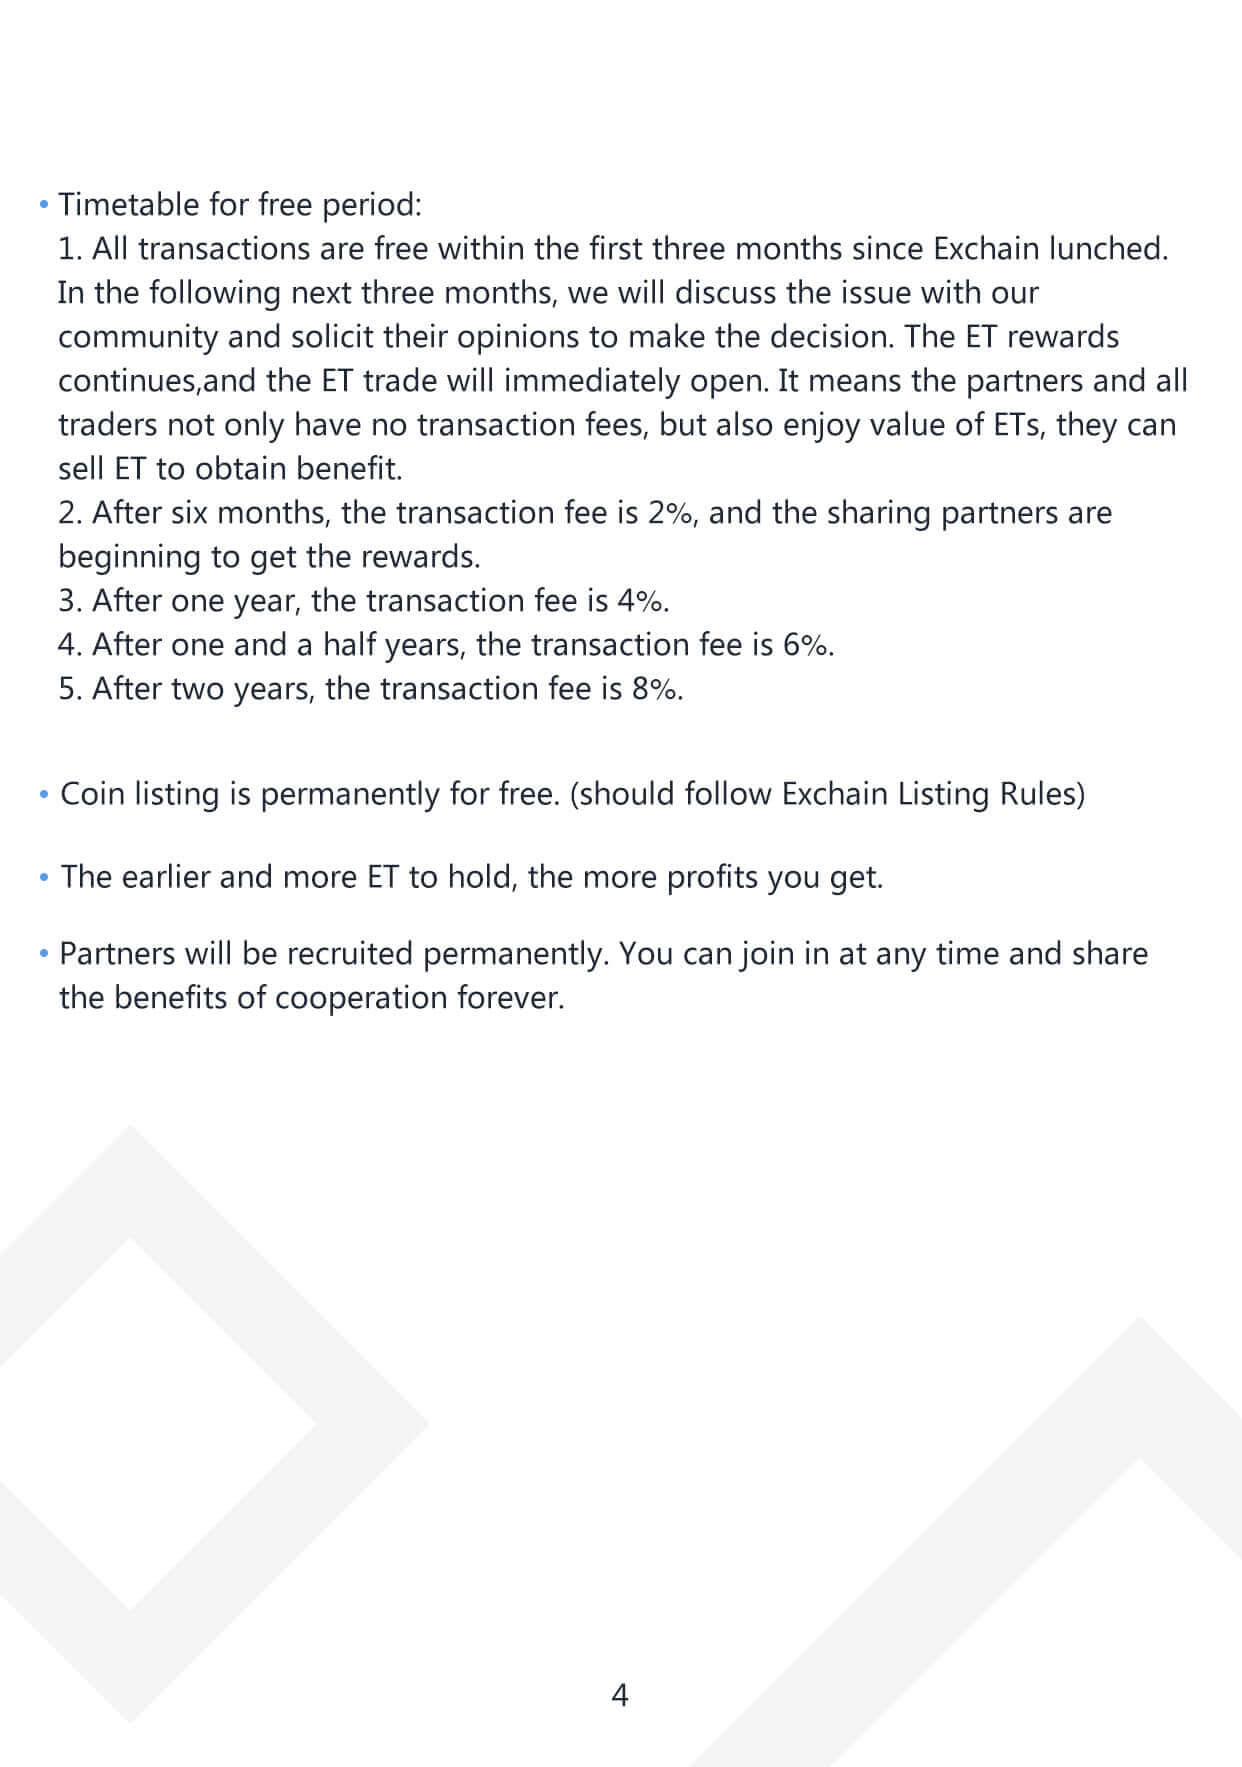 • Timetable for free period:
1. All transactions are free within the first three months since Exchain lunched.
In the following next three months, we will discuss the issue with our
community and solicit their opinions to make the decision. The ET rewards
continues,and the ET trade will immediately open. It means the partners and all
traders not only have no transaction fees, but also enjoy value of ETs, they can
sell ET to obtain benefit.
2. After six months, the transaction fee is 2‰, and the sharing partners are
beginning to get the rewards.
3. After one year, the transaction fee is 4‰.
4. After one and a half years, the transaction fee is 6‰.
5. After two years, the transaction fee is 8‰.
• Coin listing is permanently for free. (should follow Exchain Listing Rules)
• The earlier and more ET to hold, the more profits you get.
• Partners will be recruited permanently. You can join in at any time and share
the benefits of cooperation forever.
4